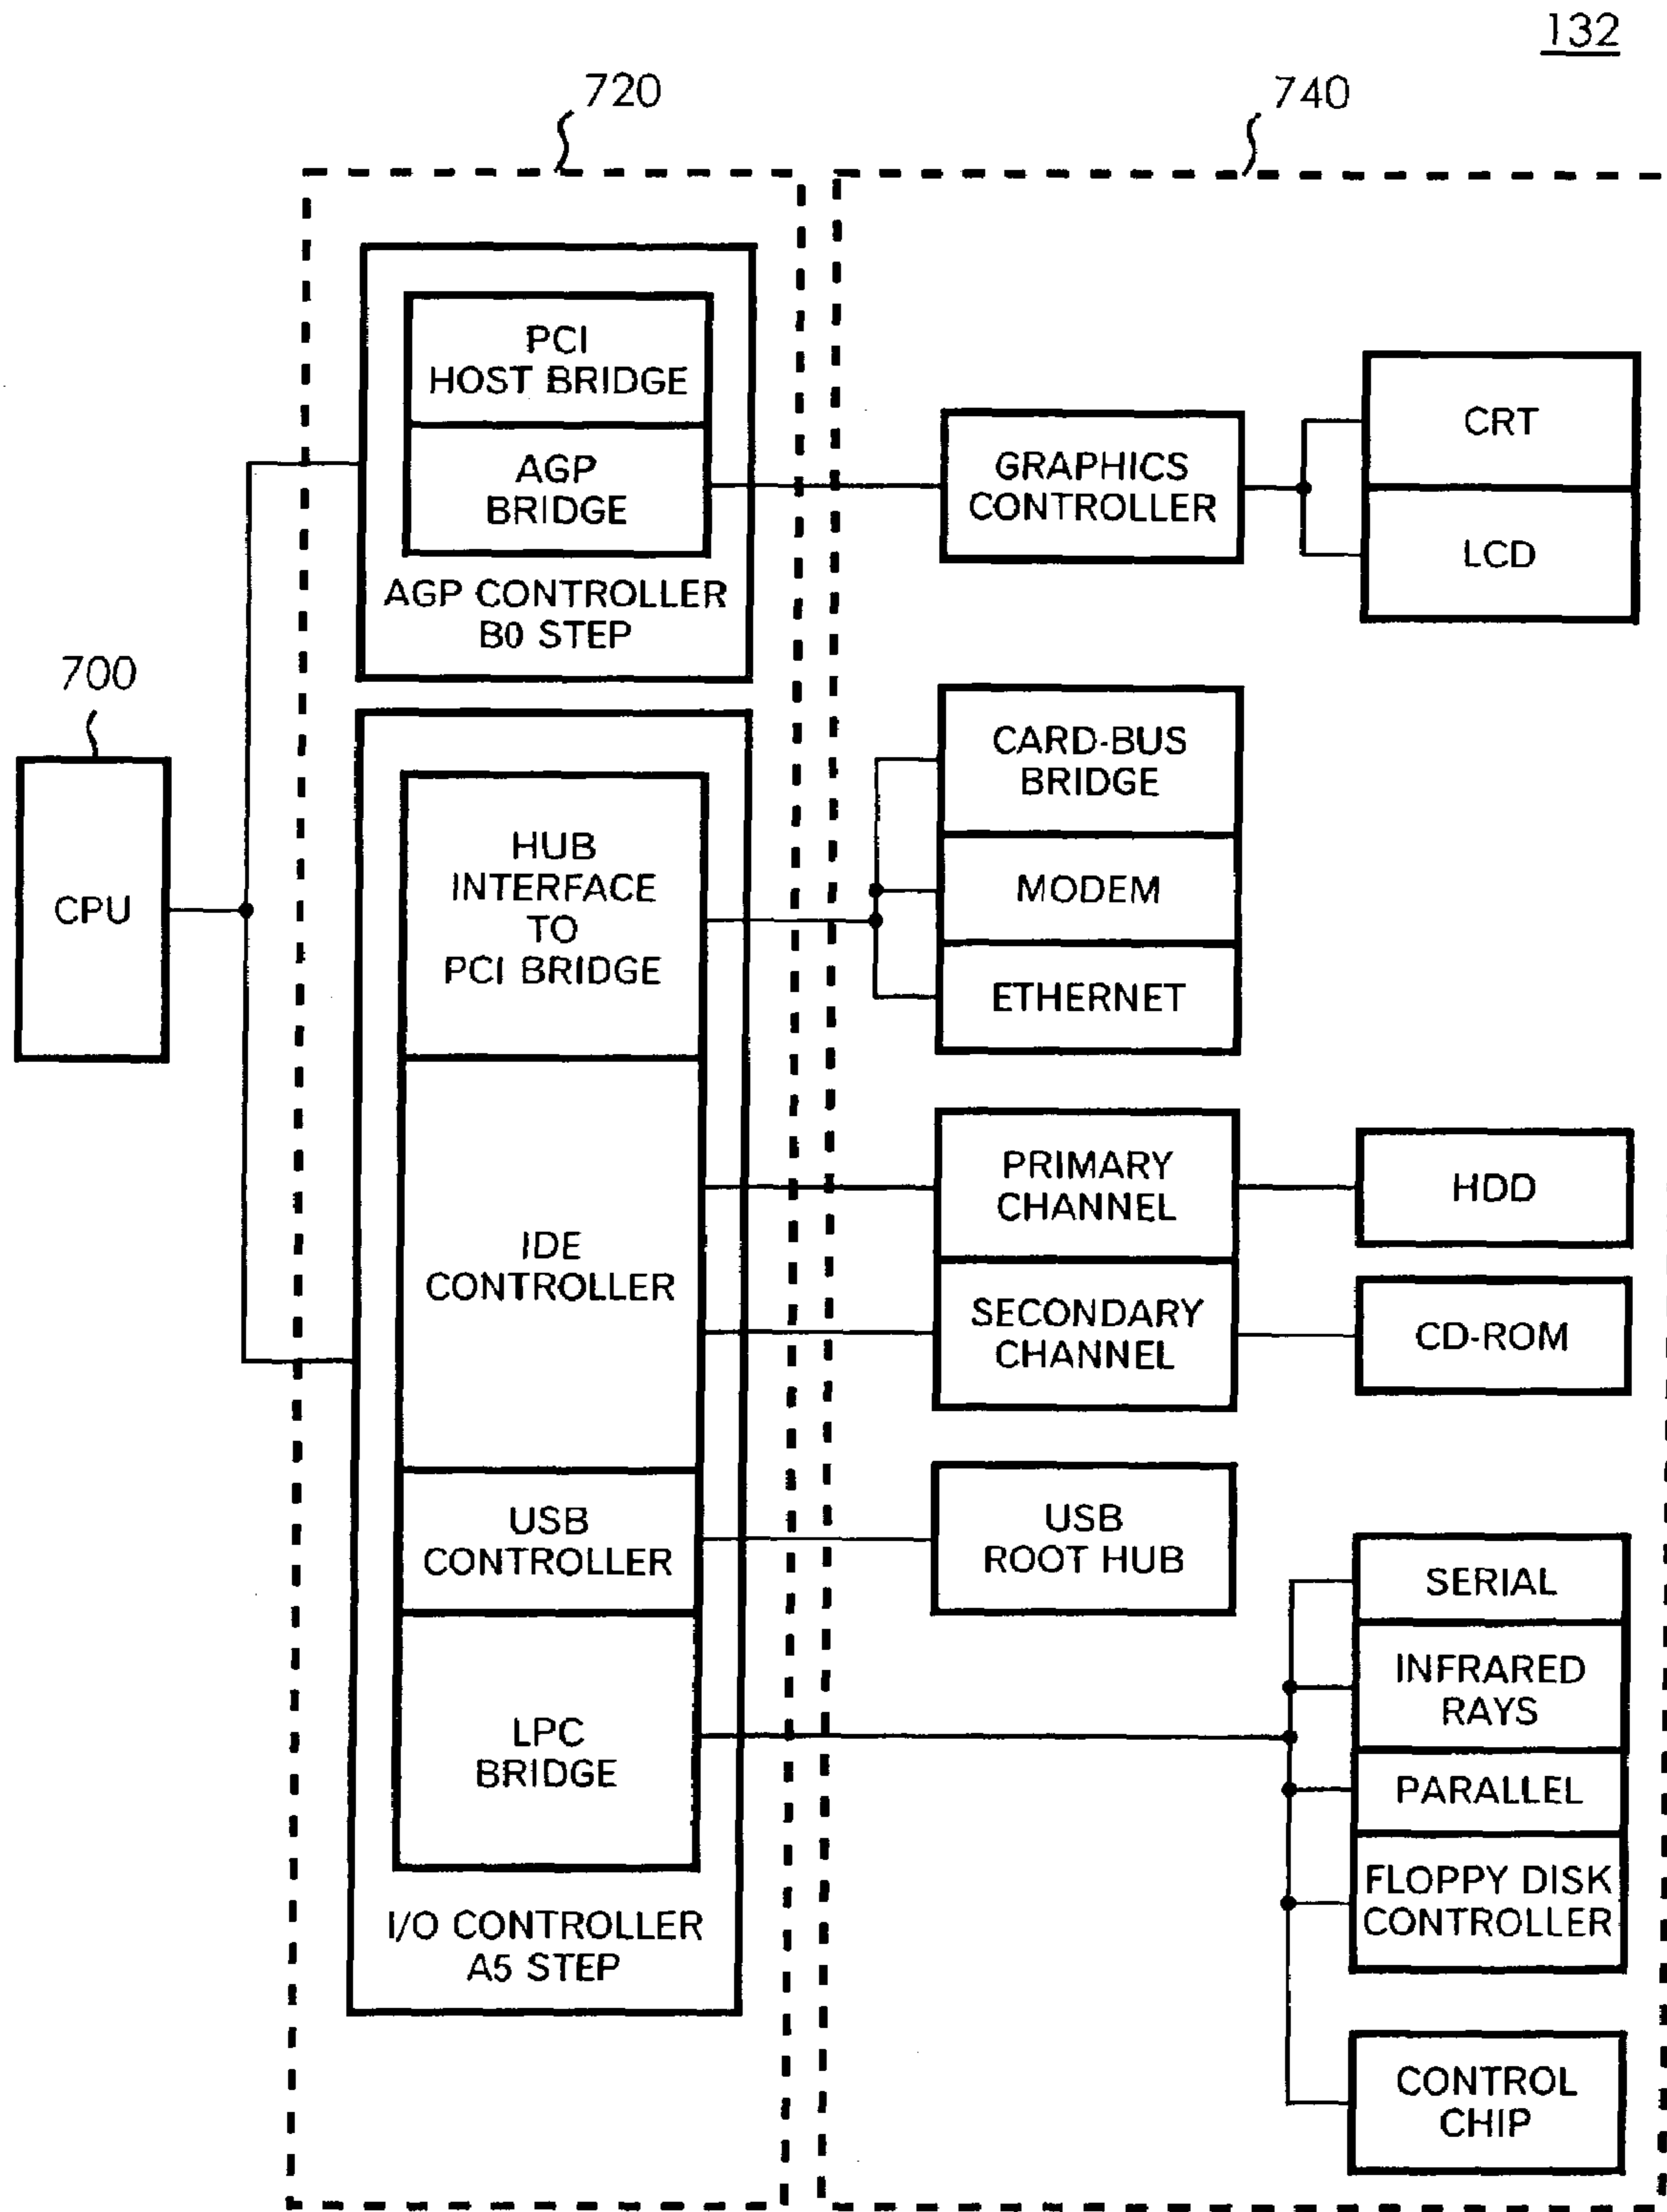 132
720
740
PCI
HOST BRIDGE
AGP
BRIDGE
AGP CONTROLLER
B0 STEP
GRAPHICS
CONTROLLER
CRT
LCD
700
CPU
HUB
INTERFACE
TO
PCI BRIDGE
CARD-BUS
BRIDGE
MODEM
ETHERNET
IDE
CONTROLLER
PRIMARY
CHANNEL
HDD
SECONDARY
CHANNEL
CD-ROM
USB
CONTROLLER
USB
ROOT HUB
LPC
BRIDGE
SERIAL
INFRARED
RAYS
PARALLEL
FLOPPY DISK
CONTROLLER
I/O CONTROLLER
A5 STEP
CONTROL
CHIP